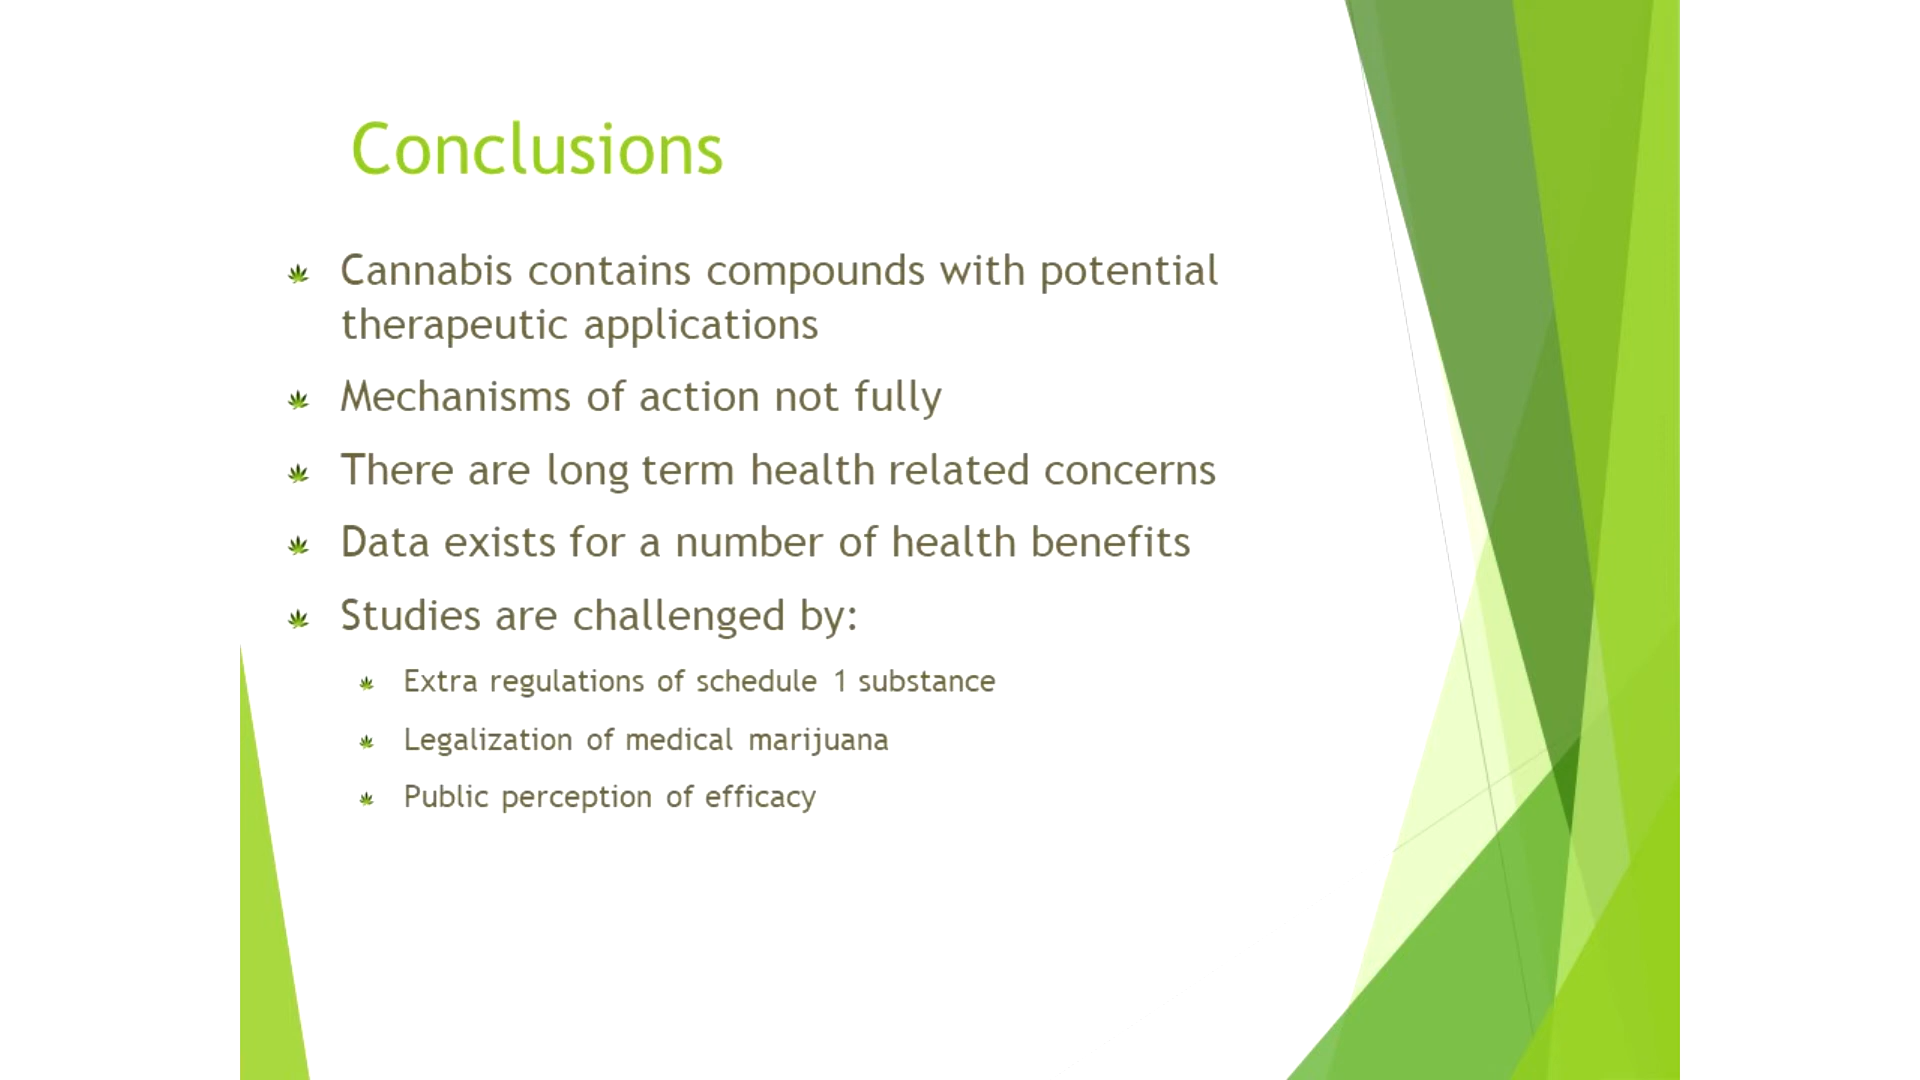 Conclusions
Cannabis contains compounds with potential
therapeutic applications
Mechanisms of action not fully
There are long term health related concerns
Data exists for a number of health benefits
Studies are challenged by:
Extra regulations of schedule 1 substance
Legalization of medical marijuana
Public perception of efficacy